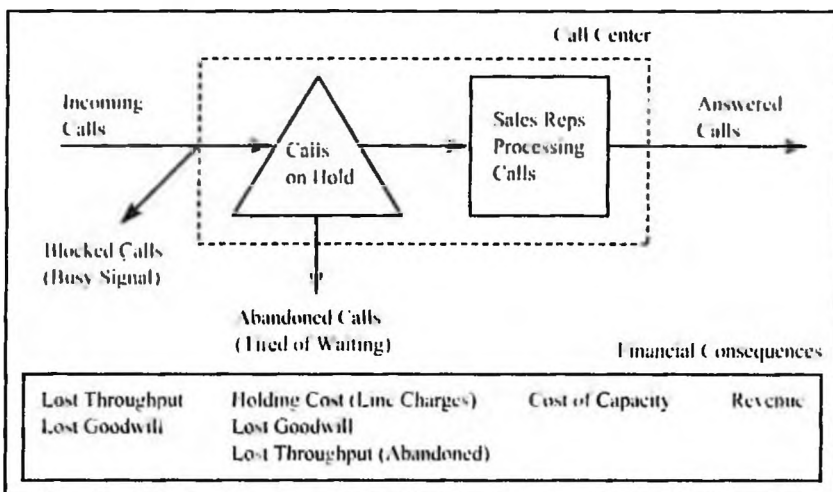 Call Center
Incoming
Calls
Calls
on Hold
Sales Reps
Processing
Calls
Answered
Calls
Blocked Calls
(Busy Signal)
Abandoned Calls
(Tired of Waiting)
Financial Consequences
Lost Throughput Holding Cost (Line Charges) Cost of Capacity Revenue
Lost Goodwill Lost Goodwill
Lost Throughput (Abandoned)